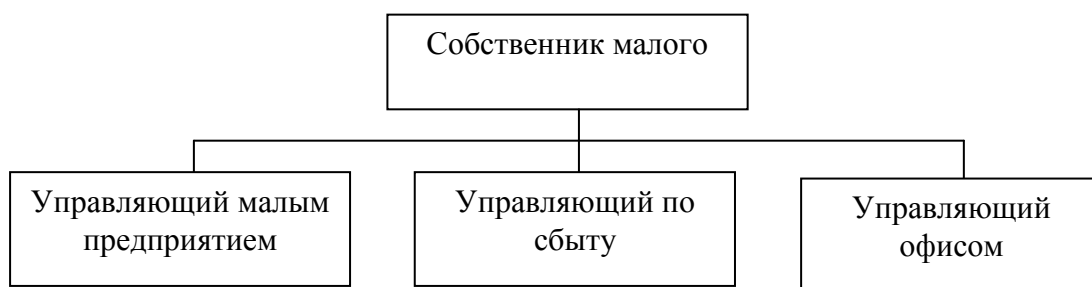 Собственник малого
Управляющий малым
предприятием
Управляющий по
сбыту
Управляющий
офисом